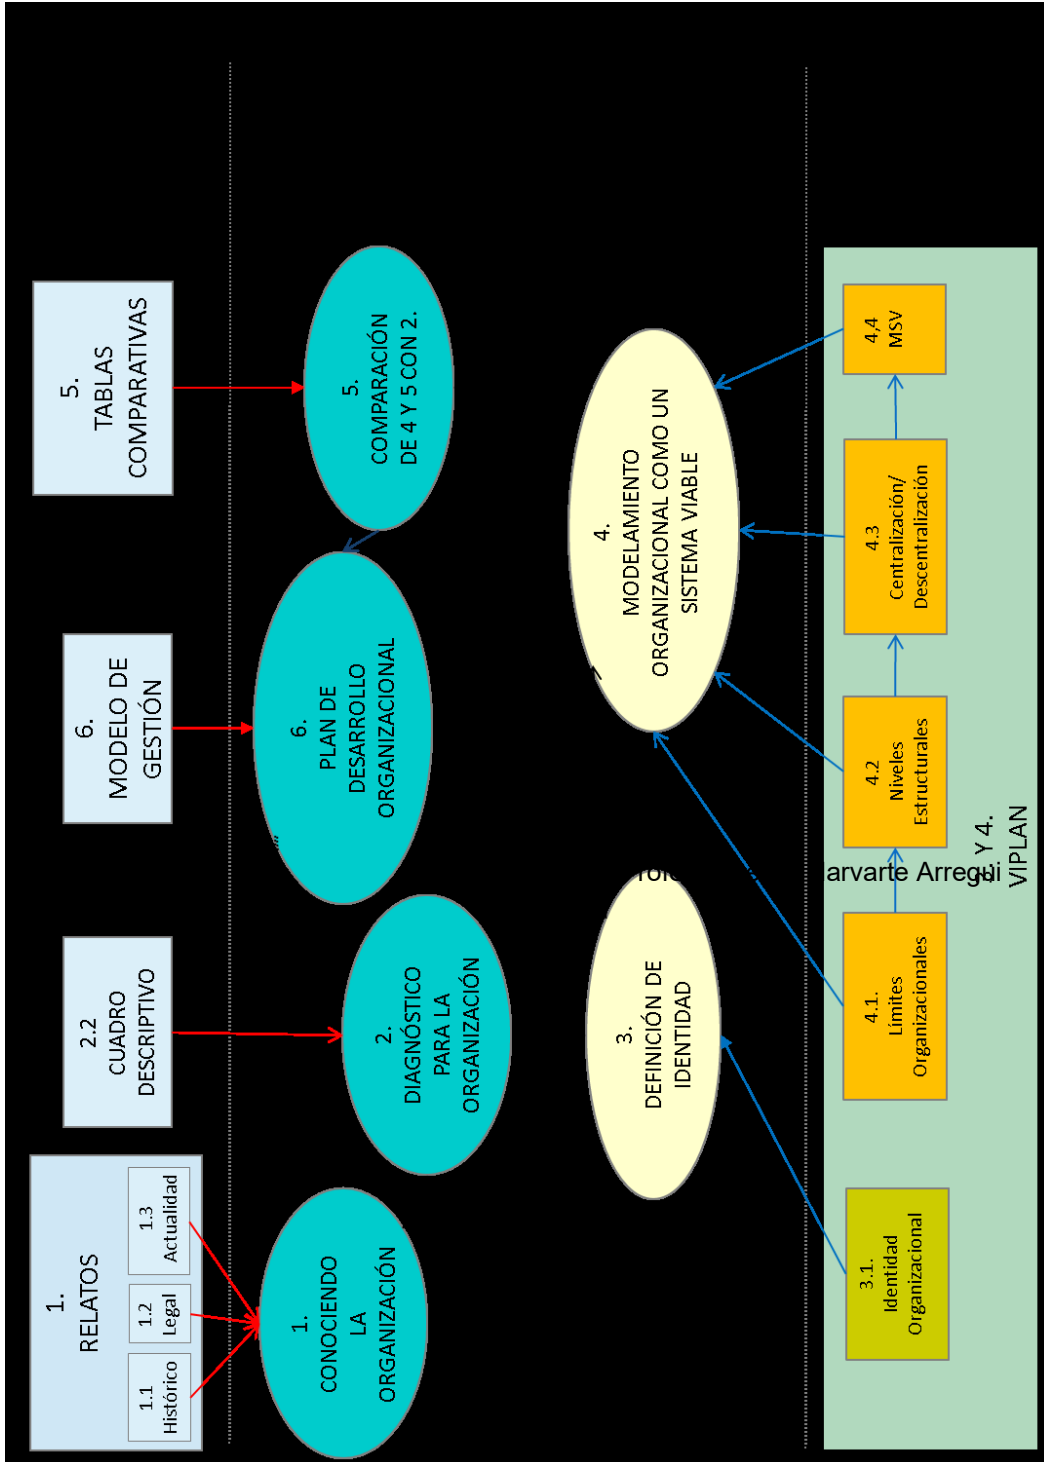 1.
RELATOS
1.1
Histórico
1.2
Legal
1.3
Actualidad
2.2
CUADRO
DESCRIPTIVO
6.
MODELO DE
GESTIÓN
5.
TABLAS
COMPARATIVAS
1.
CONOCIENDO
LA
ORGANIZACIÓN
2.
DIAGNÓSTICO
PARA LA
ORGANIZACIÓN
6.
PLAN DE
DESARROLLO
ORGANIZACIONAL
5.
COMPARACIÓN
DE 4 Y 5 CON 2.
3.
DEFINICIÓN DE
IDENTIDAD
4.
MODELAMIENTO
ORGANIZACIONAL COMO UN
SISTEMA VIABLE
3.1.
Identidad
Organizacional
4.1.
Límites
Organizacionales
4.2
Niveles
Estructurales
4.3
Centralización/
Descentralización
4,4
MSV
Y 4.
VIPLAN
Arregui